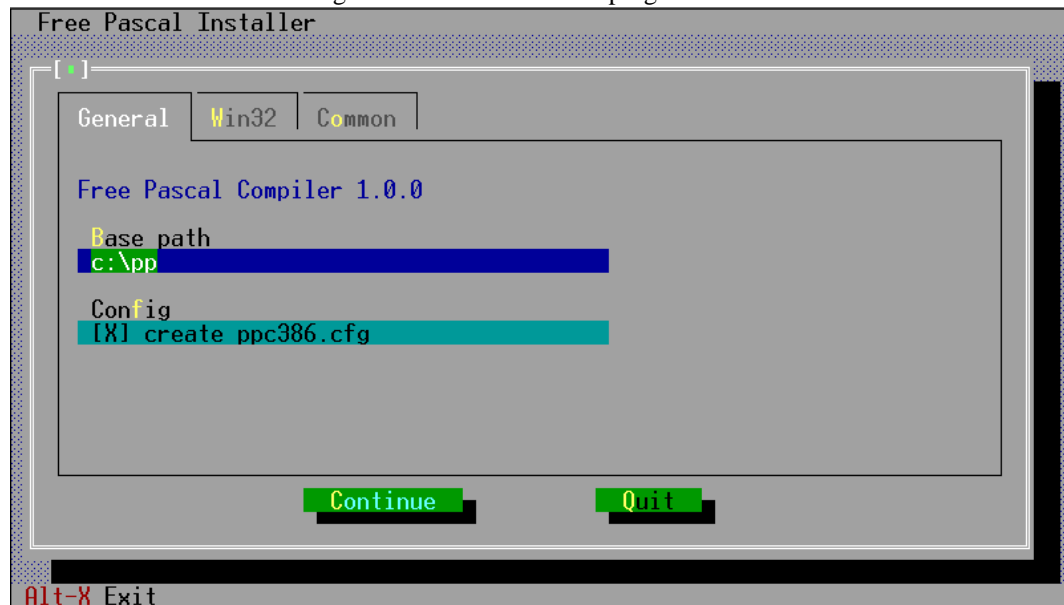 Free Pascal Installer
[▪]
General Win32 Common
Free Pascal Compiler 1.0.0
Base path
c:\pp
Config
[X] create ppc386.cfg
Continue Quit
Alt-X Exit